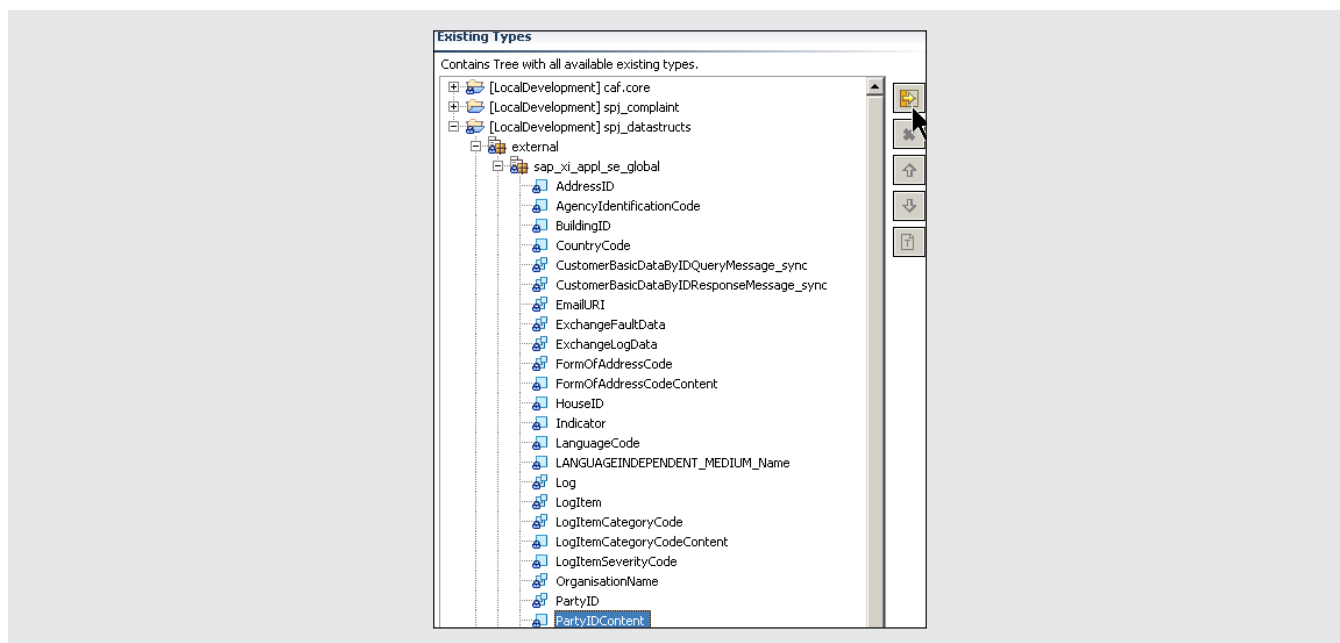 Existing Types
Contains Tree with all available existing types.
[LocalDevelopment] caf.core
[LocalDevelopment] spj_complaint
[LocalDevelopment] spj_datastructs
external
sap_xi_appl_se_global
AddressID
AgencyIdentificationCode
BuildingID
CountryCode
CustomerBasicDataByIDQueryMessage_sync
CustomerBasicDataByIDResponseMessage_sync
EmailURI
ExchangeFaultData
ExchangeLogData
FormOfAddressCode
FormOfAddressCodeContent
HouseID
Indicator
LanguageCode
LANGUAGEINDEPENDENT_MEDIUM_Name
Log
LogItem
LogItemCategoryCode
LogItemCategoryCodeContent
LogItemSeverityCode
OrganisationName
PartyID
PartyIDContent